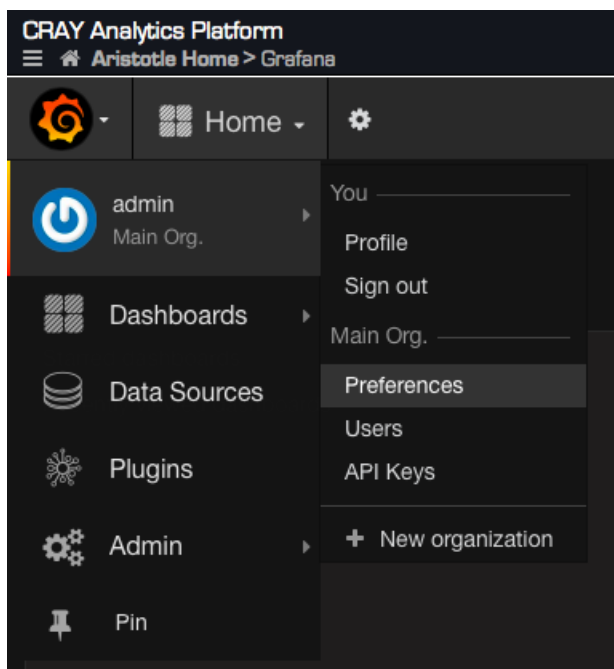 CRAY Analytics Platform
Aristotle Home > Grafana
Home
admin
Main Org.
Dashboards
Data Sources
Plugins
Admin
Pin
You
Profile
Sign out
Main Org.
Preferences
Users
API Keys
+ New organization